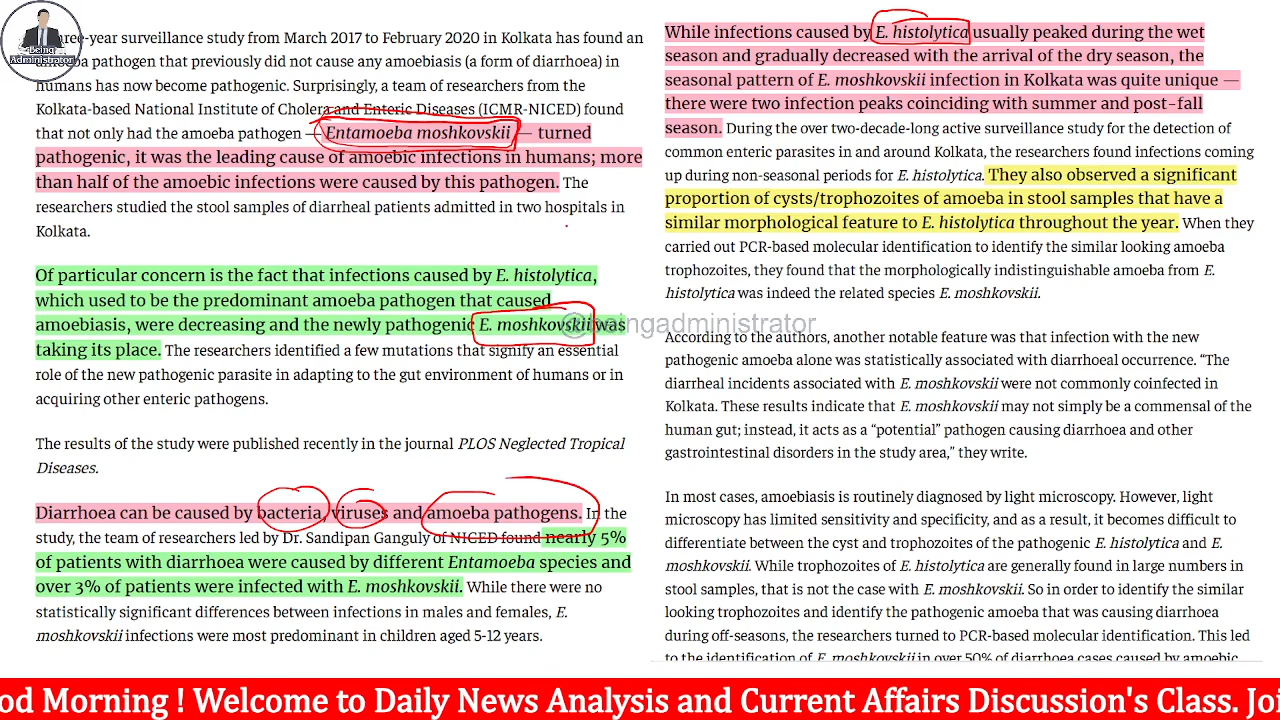 Being
Administrator
ree-year surveillance study from March 2017 to February 2020 in Kolkata has found an
pathogen that previously did not cause any amoebiasis (a form of diarrhoea) in
humans has now become pathogenic. Surprisingly, a team of researchers from the
Kolkata-based National Institute of Cholera and Enteric Diseases (ICMR-NICED) found
that not only had the amoeba pathogen — Entamoeba moshkovskii — turned
pathogenic, it was the leading cause of amoebic infections in humans; more
than half of the amoebic infections were caused by this pathogen. The
researchers studied the stool samples of diarrheal patients admitted in two hospitals in
Kolkata.
Of particular concern is the fact that infections caused by E. histolytica,
which used to be the predominant amoeba pathogen that caused
amoebiasis, were decreasing and the newly pathogenic E. moshkovskii was
taking its place. The researchers identified a few mutations that signify an essential
role of the new pathogenic parasite in adapting to the gut environment of humans or in
acquiring other enteric pathogens.
The results of the study were published recently in the journal PLOS Neglected Tropical
Diseases.
Diarrhoea can be caused by bacteria, viruses and amoeba pathogens. In the
study, the team of researchers led by Dr. Sandipan Ganguly of NICED found nearly 5%
of patients with diarrhoea were caused by different Entamoeba species and
over 3% of patients were infected with E. moshkovskii. While there were no
statistically significant differences between infections in males and females, E.
moshkovskii infections were most predominant in children aged 5-12 years.
While infections caused by E. histolytica usually peaked during the wet
season and gradually decreased with the arrival of the dry season, the
seasonal pattern of E. moshkovskii infection in Kolkata was quite unique —
there were two infection peaks coinciding with summer and post-fall
season. During the over two-decade-long active surveillance study for the detection of
common enteric parasites in and around Kolkata, the researchers found infections coming
up during non-seasonal periods for E. histolytica. They also observed a significant
proportion of cysts/trophozoites of amoeba in stool samples that have a
similar morphological feature to E. histolytica throughout the year. When they
carried out PCR-based molecular identification to identify the similar looking amoeba
trophozoites, they found that the morphologically indistinguishable amoeba from E.
histolytica was indeed the related species E. moshkovskii.
@beingadministrator
According to the authors, another notable feature was that infection with the new
pathogenic amoeba alone was statistically associated with diarrhoeal occurrence. “The
diarrheal incidents associated with E. moshkovskii were not commonly coinfected in
Kolkata. These results indicate that E. moshkovskii may not simply be a commensal of the
human gut; instead, it acts as a “potential” pathogen causing diarrhoea and other
gastrointestinal disorders in the study area,” they write.
In most cases, amoebiasis is routinely diagnosed by light microscopy. However, light
microscopy has limited sensitivity and specificity, and as a result, it becomes difficult to
differentiate between the cyst and trophozoites of the pathogenic E. histolytica and E.
moshkovskii. While trophozoites of E. histolytica are generally found in large numbers in
stool samples, that is not the case with E. moshkovskii. So in order to identify the similar
looking trophozoites and identify the pathogenic amoeba that was causing diarrhoea
during off-seasons, the researchers turned to PCR-based molecular identification. This led
to the identification of E. moshkovskii in over 50% of diarrhoea cases caused by amoebic
od Morning ! Welcome to Daily News Analysis and Current Affairs Discussion's Class. Joi